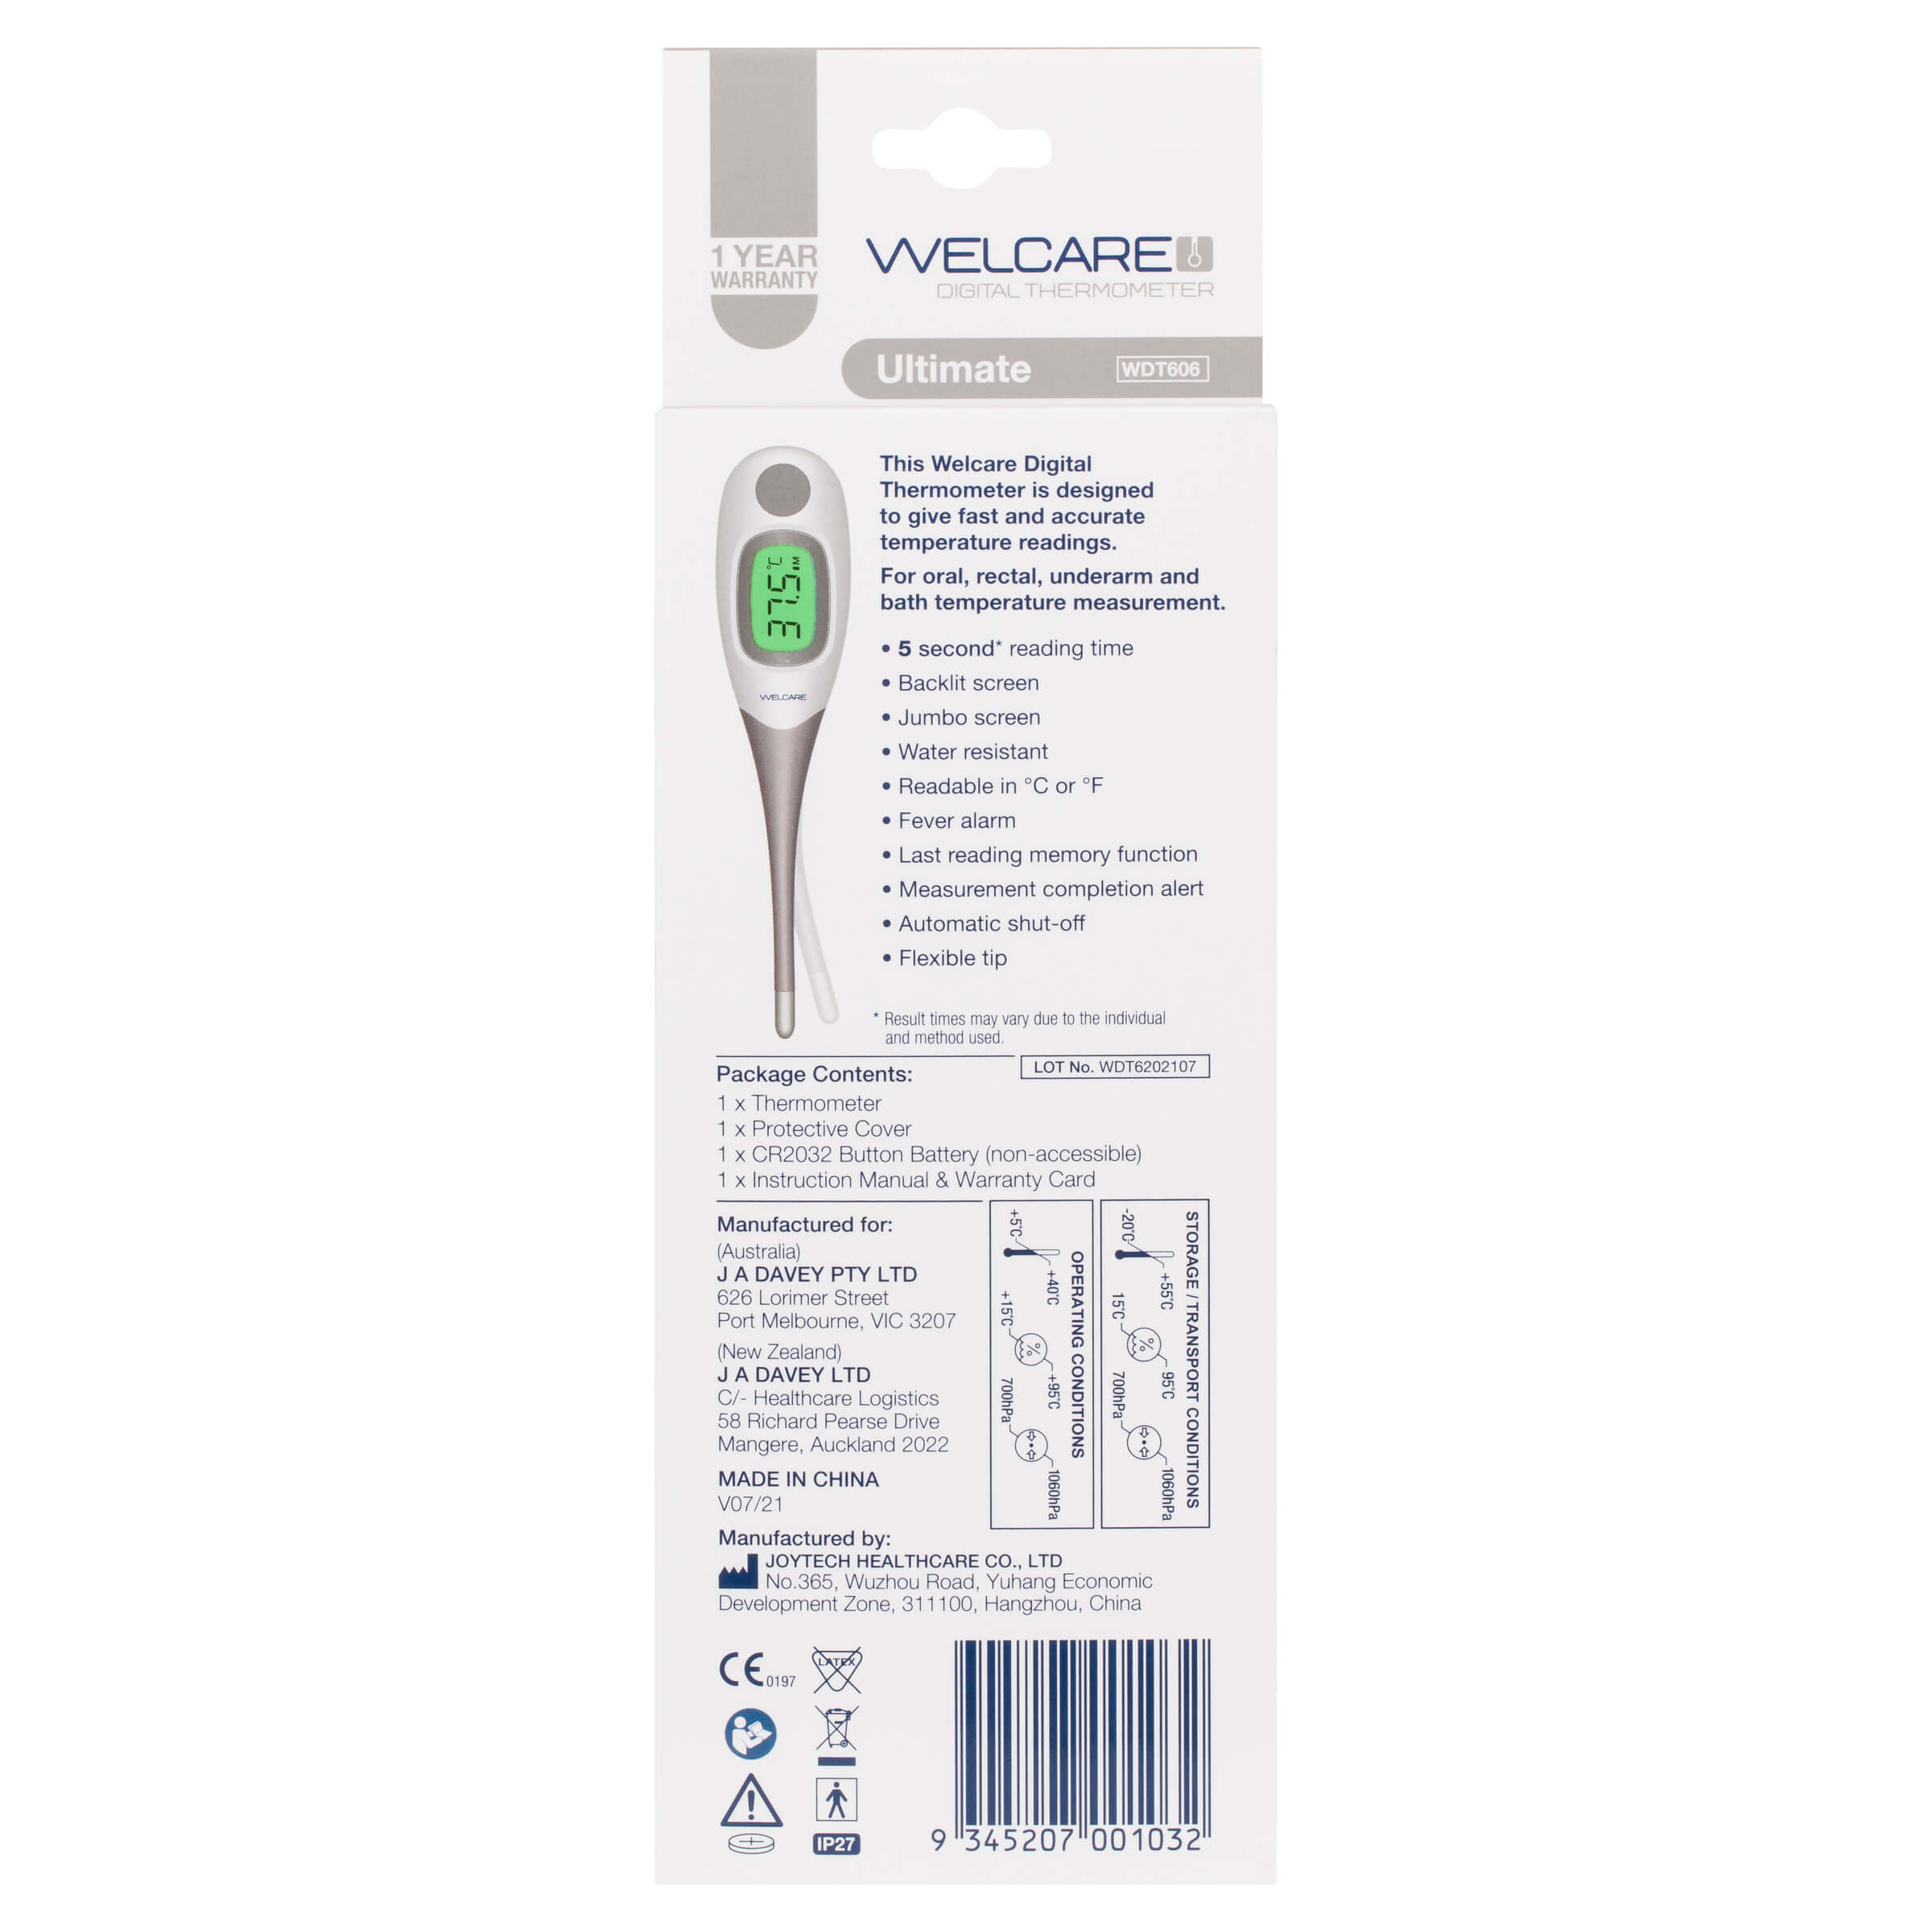 1 YEAR
WARRANTY
WELCARE
DIGITAL THERMOMETER
Ultimate
WDT606
37.5 °C M
WELCARE
This Welcare Digital
Thermometer is designed
to give fast and accurate
temperature readings.
For oral, rectal, underarm and
bath temperature measurement.
• 5 second* reading time
• Backlit screen
• Jumbo screen
• Water resistant
• Readable in °C or °F
• Fever alarm
• Last reading memory function
• Measurement completion alert
• Automatic shut-off
• Flexible tip
* Result times may vary due to the individual
and method used.
LOT No. WDT6202107
Package Contents:
1 x Thermometer
1 x Protective Cover
1 x CR2032 Button Battery (non-accessible)
1 x Instruction Manual & Warranty Card
Manufactured for:
(Australia)
J A DAVEY PTY LTD
626 Lorimer Street
Port Melbourne, VIC 3207
(New Zealand)
J A DAVEY LTD
C/- Healthcare Logistics
58 Richard Pearse Drive
Mangere, Auckland 2022
MADE IN CHINA
V07/21
OPERATING CONDITIONS
+5°C
+40°C
+15°C
%
+95°C
700hPa
1060hPa
STORAGE / TRANSPORT CONDITIONS
-20°C
+55°C
15°C
%
95°C
700hPa
1060hPa
Manufactured by:
JOYTECH HEALTHCARE CO., LTD
No.365, Wuzhou Road, Yuhang Economic
Development Zone, 311100, Hangzhou, China
CE 0197
LATEX
IP27
9 345207 001032